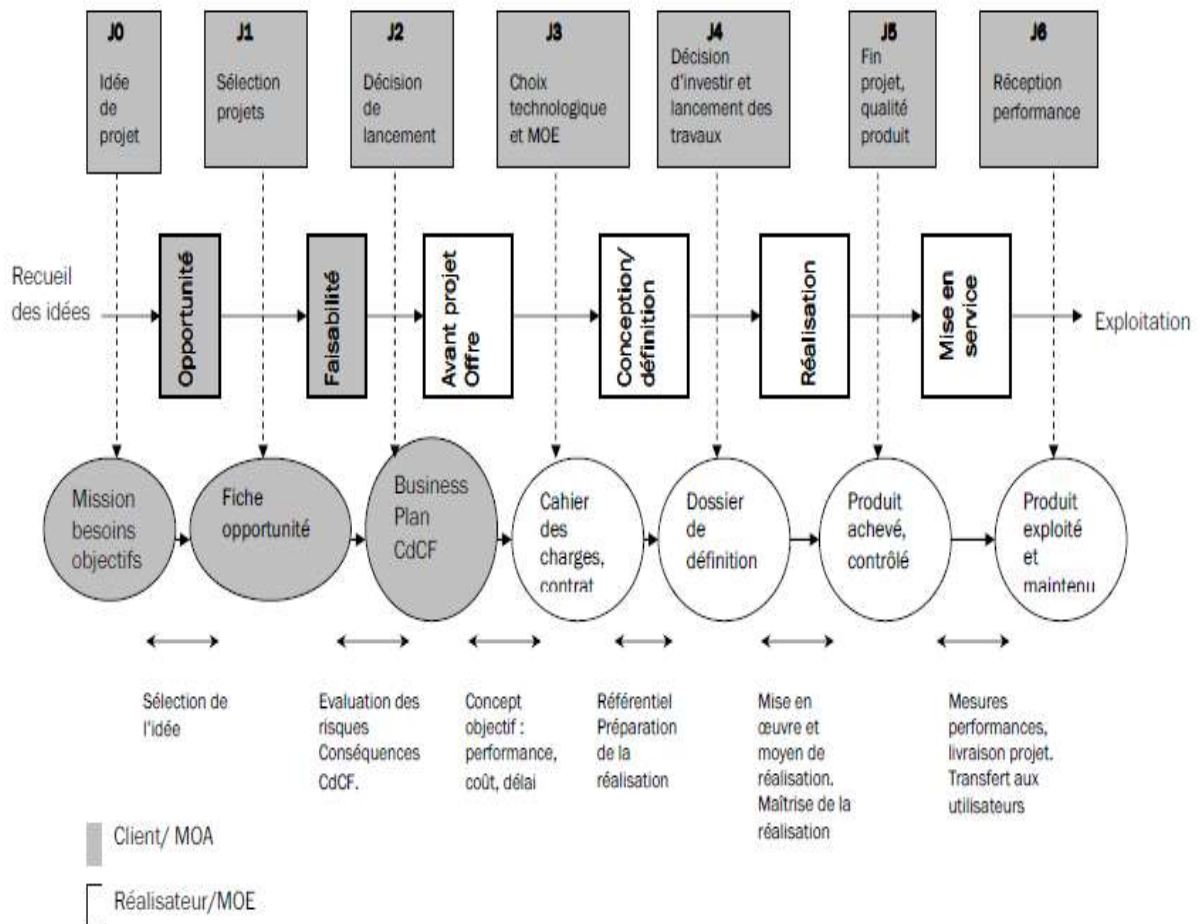 J0
Idée
de
projet
J1
Sélection
projets
J2
Décision
de
lancement
J3
Choix
technologique
et MOE
J4
Décision
d'investir et
lancement des
travaux
J5
Fin
projet,
qualité
produit
J6
Réception
performance
Recueil
des idées
Opportunité
Faisabilité
Avant projet
Offre
Conception/
définition
Réalisation
Mise en
service
Exploitation
Mission
besoins
objectifs
Fiche
opportunité
Business
Plan
CdCF
Cahier
des
charges,
contrat
Dossier
de
définition
Produit
achevé,
contrôlé
Produit
exploité
et
maintenu
Sélection de
l'idée
Evaluation des
risques
Conséquences
CdCF.
Concept
objectif :
performance,
coût, délai
Référentiel
Préparation
de la
réalisation
Mise en
œuvre et
moyen de
réalisation.
Maîtrise de la
réalisation
Mesures
performances,
livraison projet.
Transfert aux
utilisateurs
Client/ MOA
Réalisateur/MOE